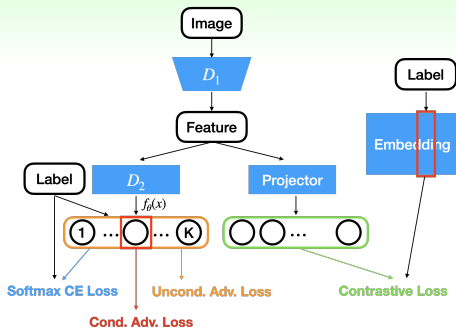 Image
D₁
Label
Feature
Embedding
Label
D₂
Projector
fθ(x)
1 ... ... K
...
Softmax CE Loss
Uncond. Adv. Loss
Contrastive Loss
Cond. Adv. Loss